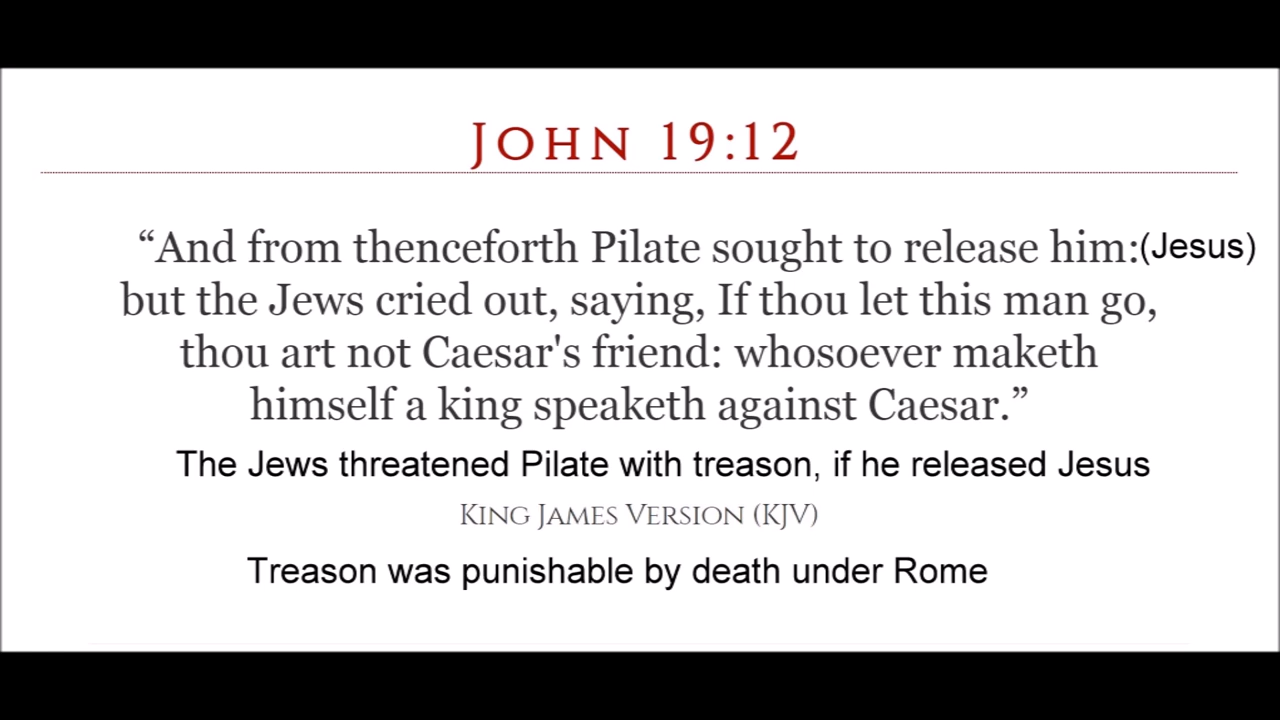 John 19:12
“And from thenceforth Pilate sought to release him:(Jesus)
but the Jews cried out, saying, If thou let this man go,
thou art not Caesar's friend: whosoever maketh
himself a king speaketh against Caesar.”
The Jews threatened Pilate with treason, if he released Jesus
King James Version (KJV)
Treason was punishable by death under Rome